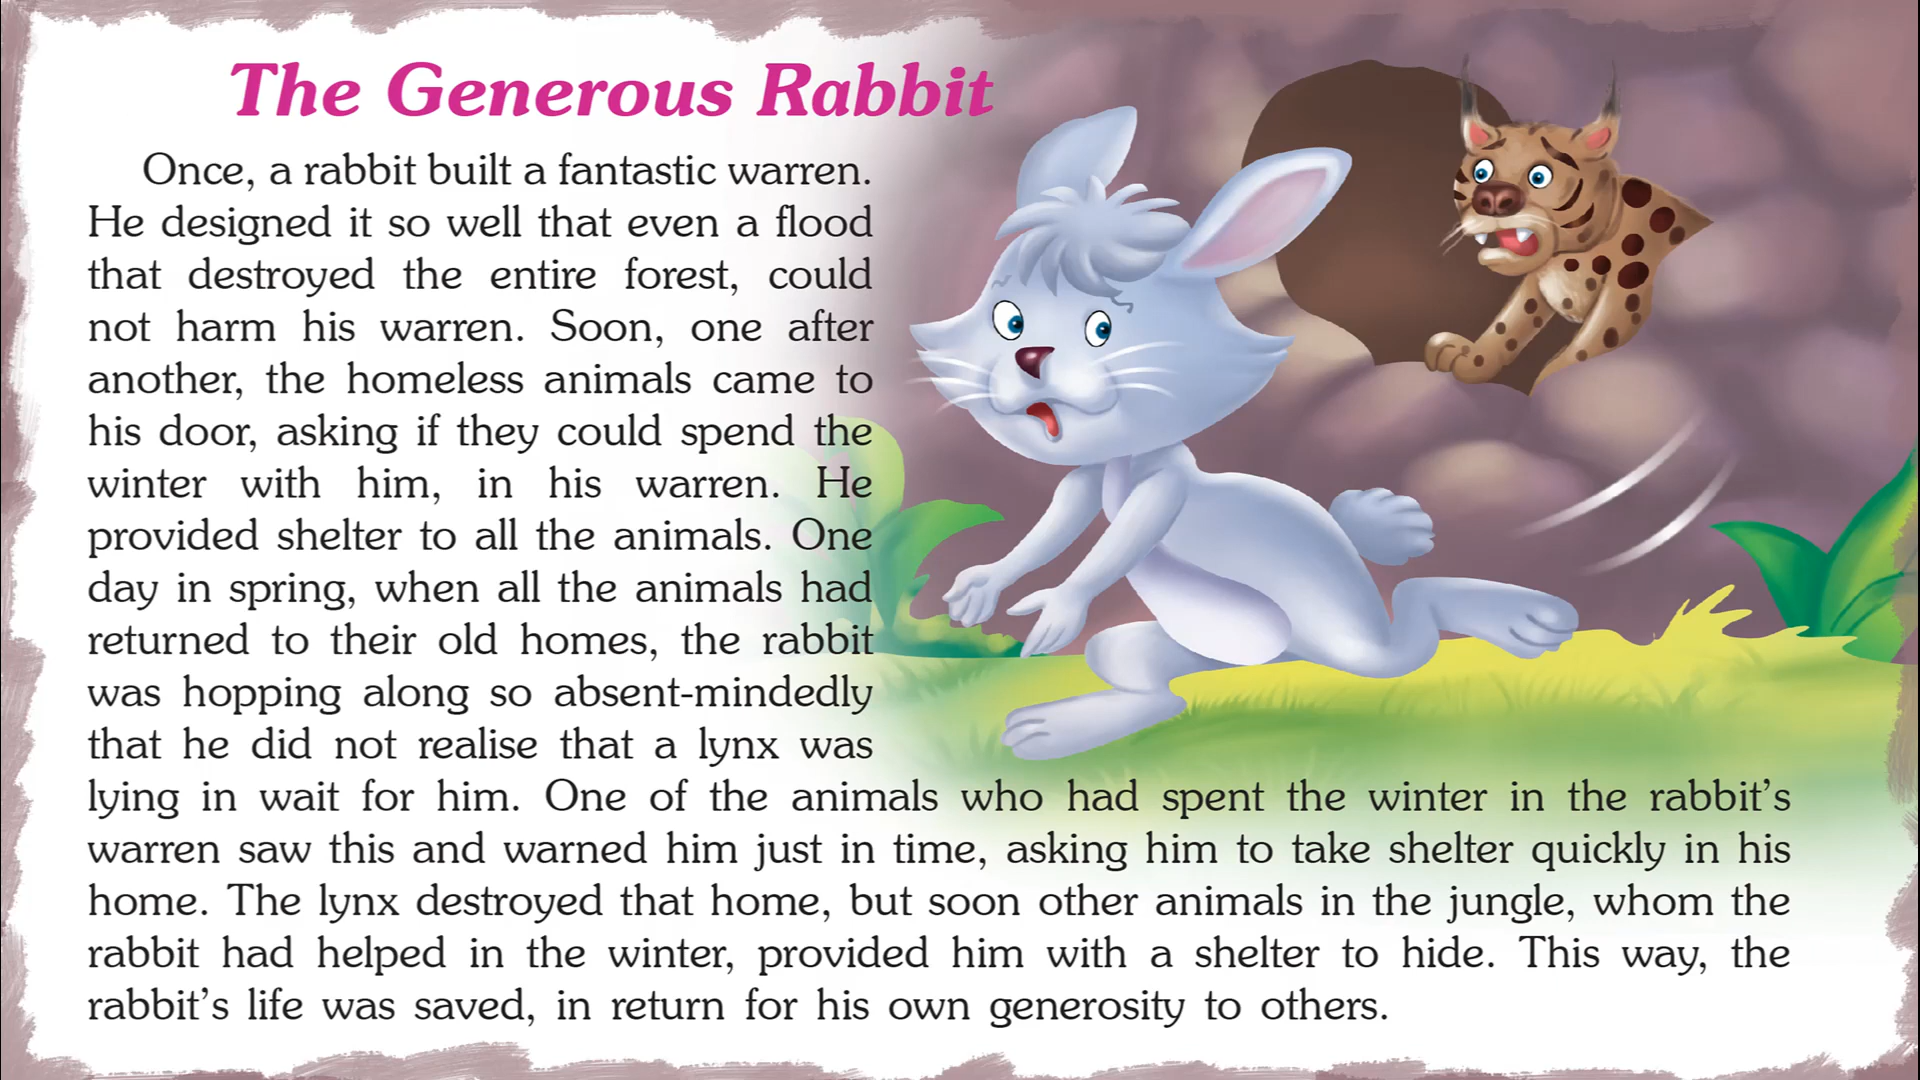 The Generous Rabbit
Once, a rabbit built a fantastic warren.
He designed it so well that even a flood
that destroyed the entire forest, could
not harm his warren. Soon, one after
another, the homeless animals came to
his door, asking if they could spend the
winter with him, in his warren. He
provided shelter to all the animals. One
day in spring, when all the animals had
returned to their old homes, the rabbit
was hopping along so absent-mindedly
that he did not realise that a lynx was
lying in wait for him. One of the animals who had spent the winter in the rabbit's
warren saw this and warned him just in time, asking him to take shelter quickly in his
home. The lynx destroyed that home, but soon other animals in the jungle, whom the
rabbit had helped in the winter, provided him with a shelter to hide. This way, the
rabbit's life was saved, in return for his own generosity to others.